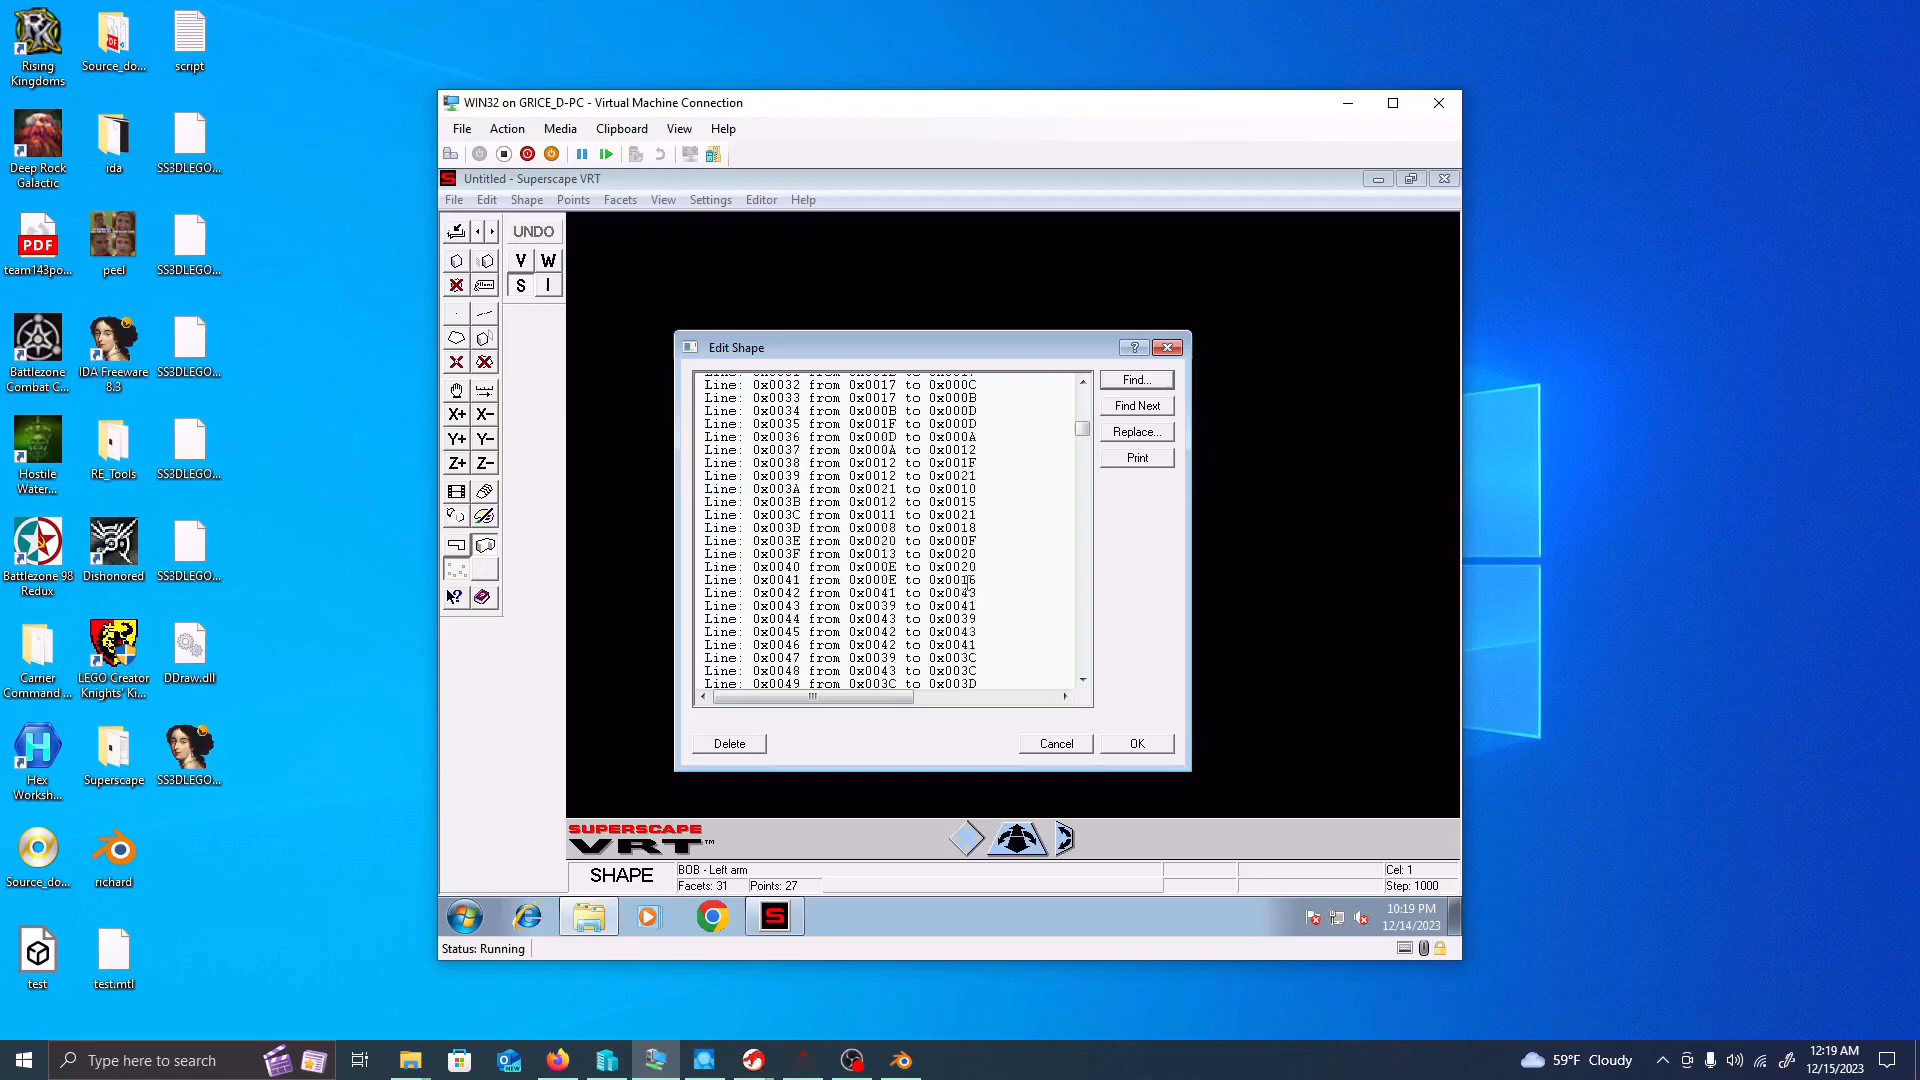 Rising Kingdoms
Source_do...
script
Deep Rock Galactic
ida
SS3DLEGO...
PDF
team143po...
peel
SS3DLEGO...
Battlezone Combat C...
IDA Freeware 8.3
SS3DLEGO...
Hostile Water...
RE_Tools
SS3DLEGO...
Battlezone 98 Redux
Dishonored
SS3DLEGO...
Carrier Command ...
LEGO Creator Knights' Ki...
DDraw.dll
Hex Worksh...
Superscape
SS3DLEGO...
Source_do...
richard
test
test.mtl
WIN32 on GRICE_D-PC - Virtual Machine Connection
File Action Media Clipboard View Help
Untitled - Superscape VRT
File Edit Shape Points Facets View Settings Editor Help
UNDO
V W
S I
X+ X-
Y+ Y-
Z+ Z-
Edit Shape
Line: 0x0032 from 0x0017 to 0x000C
Line: 0x0033 from 0x0017 to 0x000B
Line: 0x0034 from 0x000B to 0x000D
Line: 0x0035 from 0x001F to 0x000D
Line: 0x0036 from 0x000D to 0x000A
Line: 0x0037 from 0x000A to 0x0012
Line: 0x0038 from 0x0012 to 0x001F
Line: 0x0039 from 0x0012 to 0x0021
Line: 0x003A from 0x0021 to 0x0010
Line: 0x003B from 0x0012 to 0x0015
Line: 0x003C from 0x0011 to 0x0021
Line: 0x003D from 0x0008 to 0x0018
Line: 0x003E from 0x0020 to 0x000F
Line: 0x003F from 0x0013 to 0x0020
Line: 0x0040 from 0x000E to 0x0020
Line: 0x0041 from 0x000E to 0x0016
Line: 0x0042 from 0x0041 to 0x0043
Line: 0x0043 from 0x0039 to 0x0041
Line: 0x0044 from 0x0043 to 0x0039
Line: 0x0045 from 0x0042 to 0x0043
Line: 0x0046 from 0x0042 to 0x0041
Line: 0x0047 from 0x0039 to 0x003C
Line: 0x0048 from 0x0043 to 0x003C
Line: 0x0049 from 0x003C to 0x003D
Find...
Find Next
Replace...
Print
Delete
Cancel
OK
SUPERSCAPE
VRT™
SHAPE
BOB - Left arm
Facets: 31
Points: 27
Cel: 1
Step: 1000
10:19 PM
12/14/2023
Status: Running
Type here to search
59°F Cloudy
12:19 AM
12/15/2023